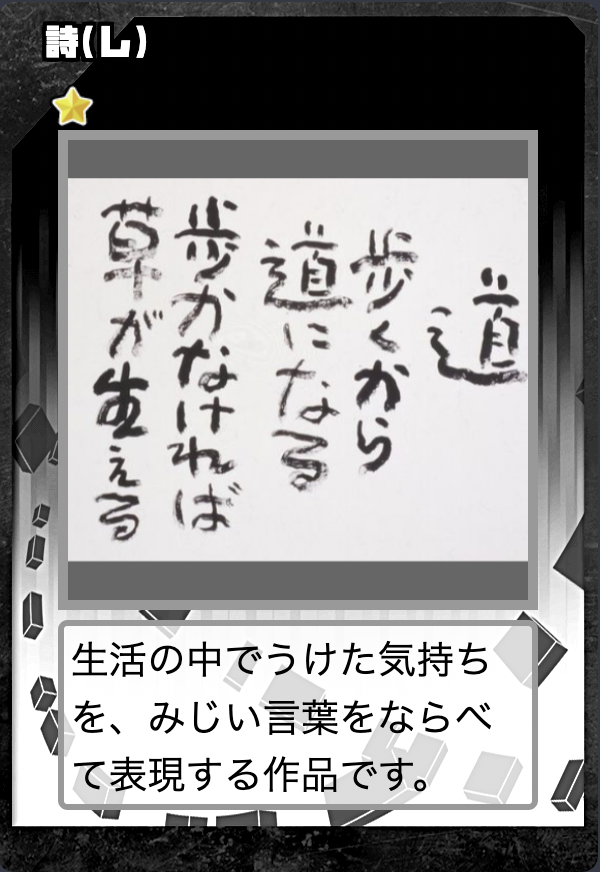 詩(し)
道
歩くから
道になる
歩かなければ
草が生える
生活の中でうけた気持ち
を、みじい言葉をならべ
て表現する作品です。